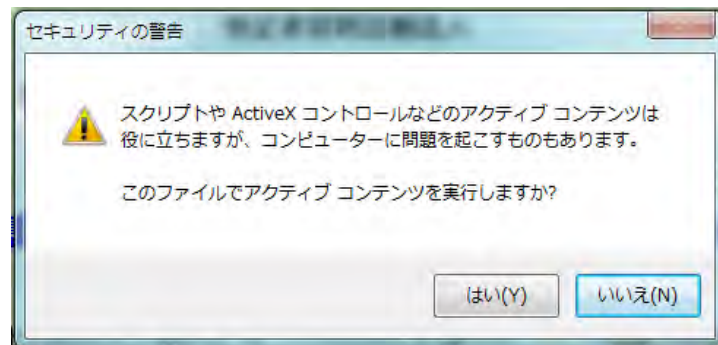 セキュリティの警告
スクリプトや ActiveX コントロールなどのアクティブ コンテンツは
役に立ちますが、コンピューターに問題を起こすものもあります。
このファイルでアクティブ コンテンツを実行しますか?
はい(Y)
いいえ(N)